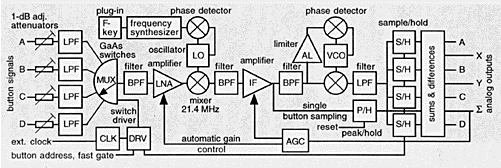 1-dB adj. attenuators
plug-in
F-key
frequency synthesizer
phase detector
phase detector
sample/hold
GaAs switches
oscillator
LO
limiter
AL
VCO
button signals
A
LPF
B
LPF
C
LPF
D
LPF
MUX
filter
BPF
amplifier
LNA
mixer
21.4 MHz
filter
BPF
amplifier
IF
filter
BPF
filter
LPF
S/H
S/H
S/H
S/H
sums & differences
A
X
B
Y
C
D
Σ
analog outputs
switch driver
single button sampling
reset
P/H
peak/hold
ext. clock
CLK
DRV
automatic gain control
AGC
button address, fast gate